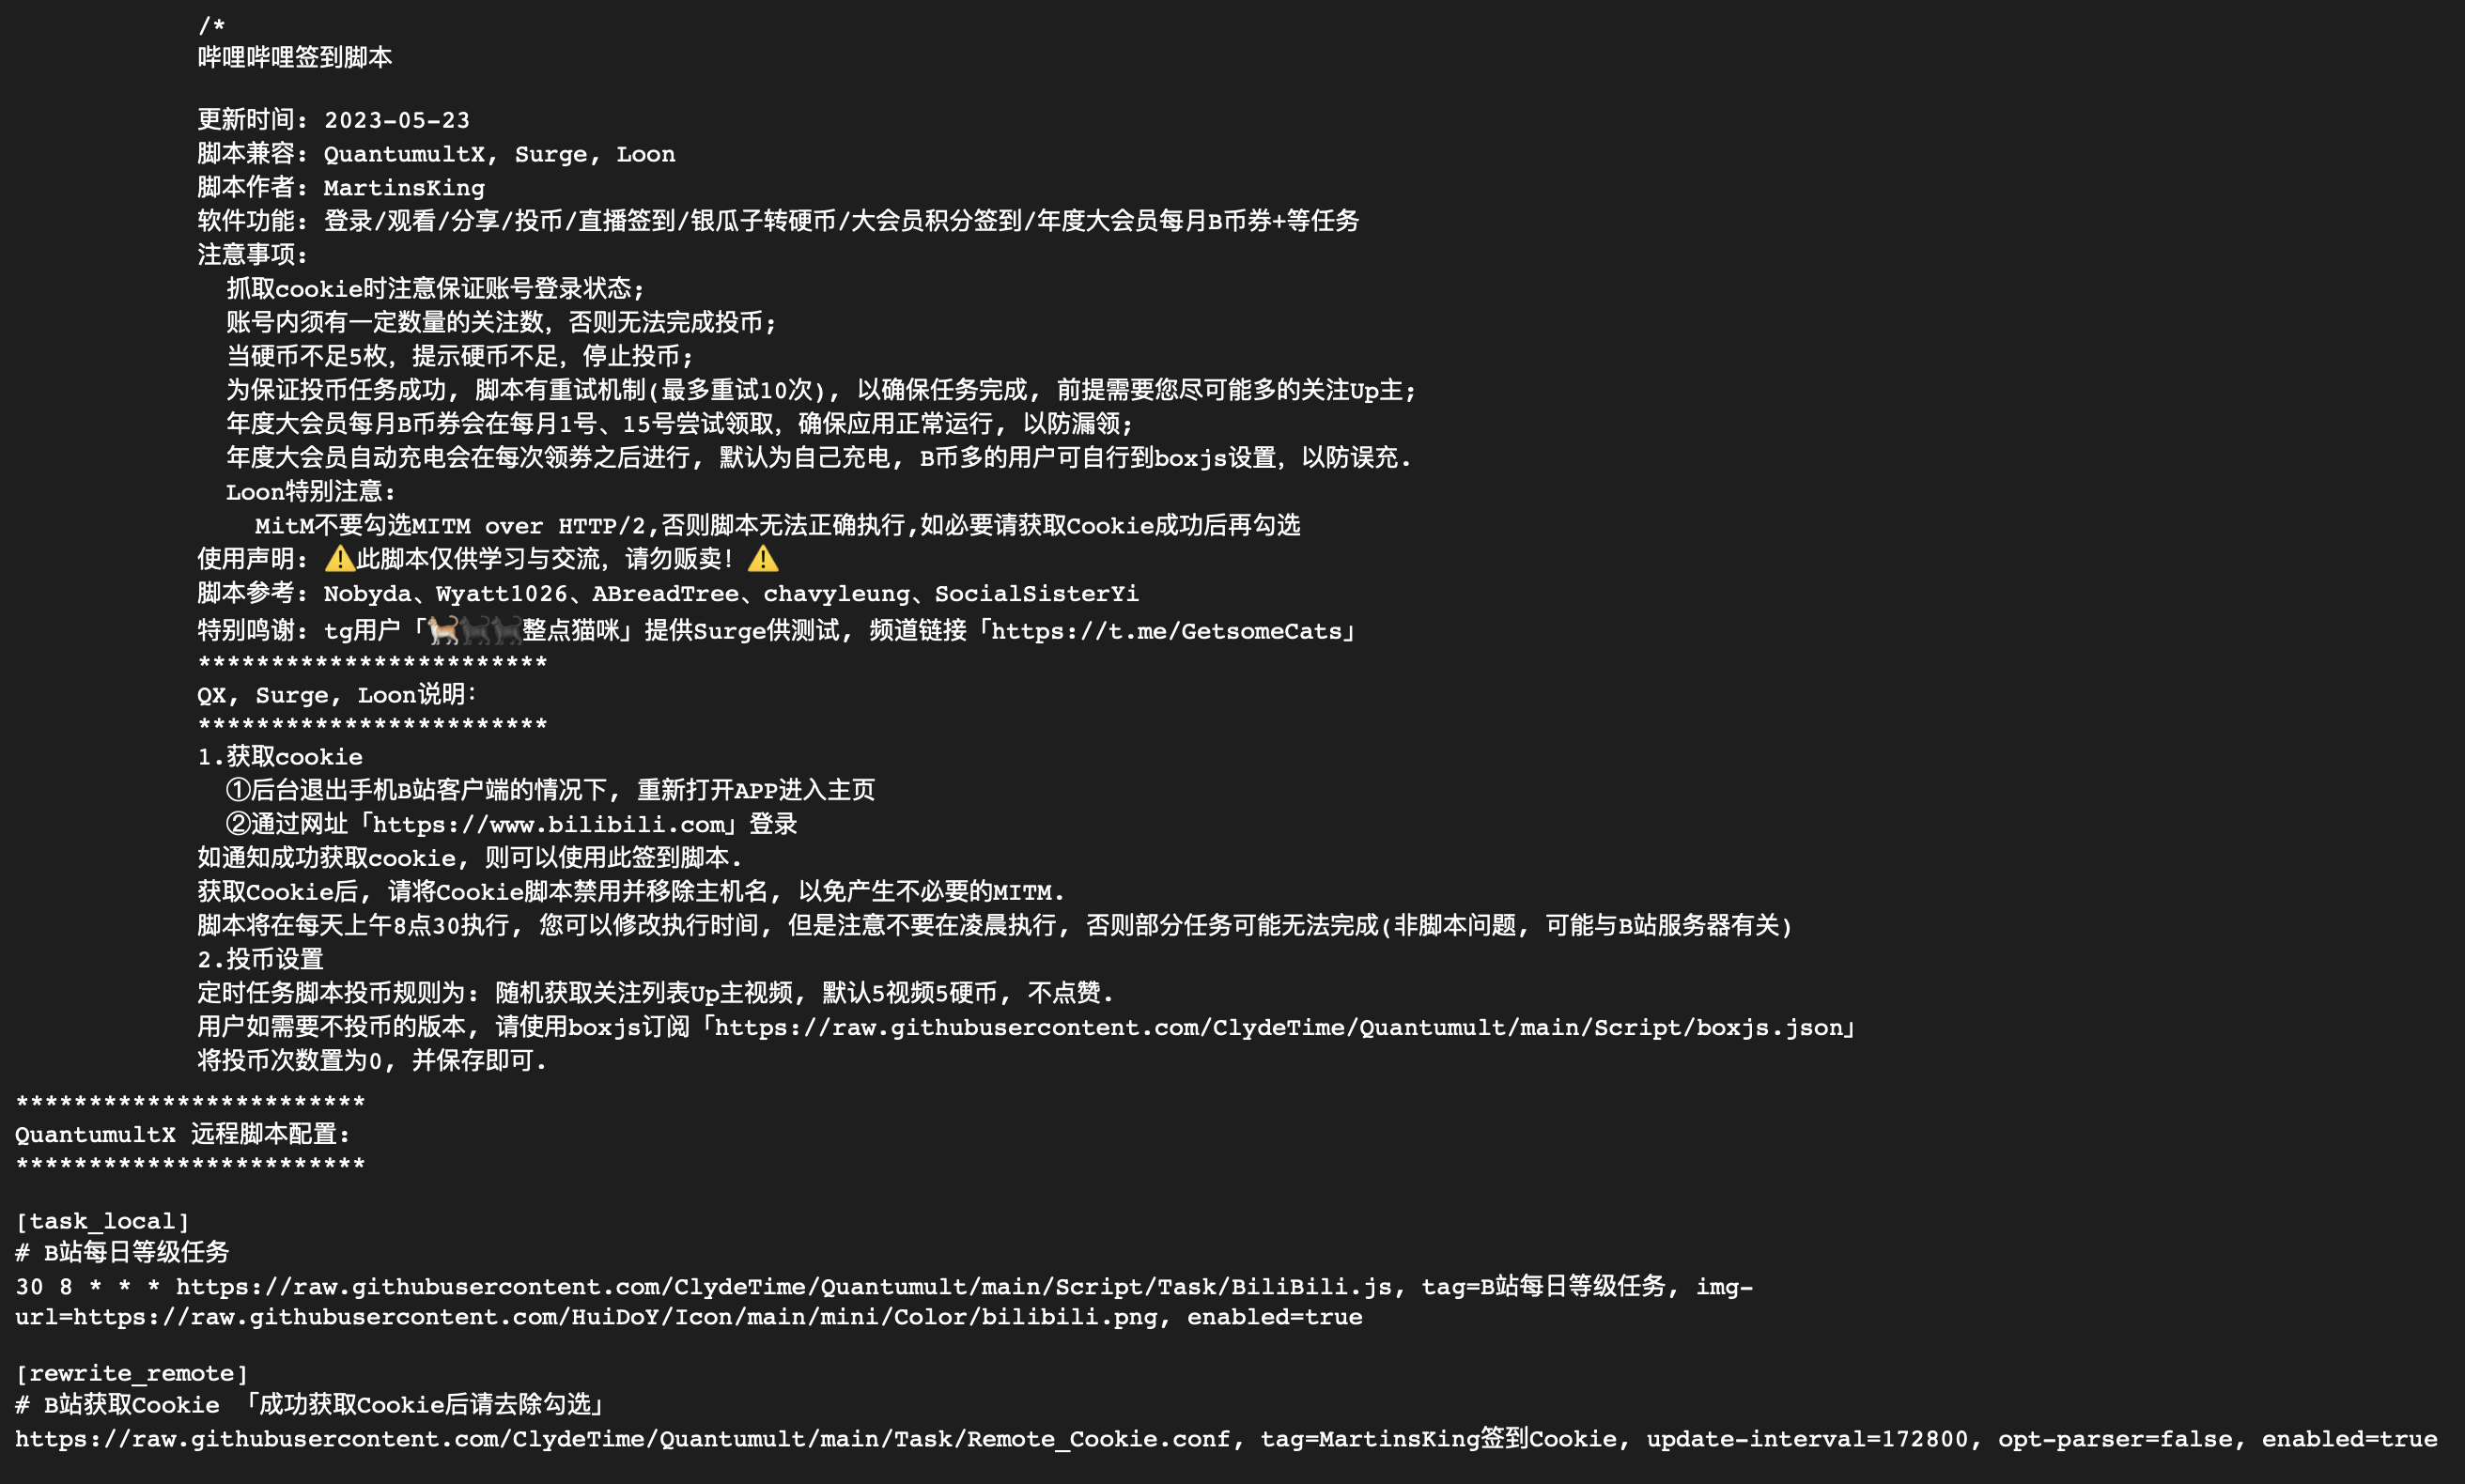 /*
哔哩哔哩签到脚本
更新时间: 2023-05-23
脚本兼容: QuantumultX, Surge, Loon
脚本作者: MartinsKing
软件功能: 登录/观看/分享/投币/直播签到/银瓜子转硬币/大会员积分签到/年度大会员每月B币券+等任务
注意事项:
抓取cookie时注意保证账号登录状态;
账号内须有一定数量的关注数, 否则无法完成投币;
当硬币不足5枚, 提示硬币不足, 停止投币;
为保证投币任务成功, 脚本有重试机制(最多重试10次), 以确保任务完成, 前提需要您尽可能多的关注Up主;
年度大会员每月B币券会在每月1号、15号尝试领取, 确保应用正常运行, 以防漏领;
年度大会员自动充电会在每次领券之后进行, 默认为自己充电, B币多的用户可自行到boxjs设置, 以防误充.
Loon特别注意:
MitM不要勾选MITM over HTTP/2,否则脚本无法正确执行,如必要请获取Cookie成功后再勾选
使用声明: ⚠️此脚本仅供学习与交流, 请勿贩卖! ⚠️
脚本参考: Nobyda、Wyatt1026、ABreadTree、chavyleung、SocialSisterYi
特别鸣谢: tg用户「🐈🐈‍⬛🐈‍⬛整点猫咪」提供Surge供测试, 频道链接「https://t.me/GetsomeCats」
************************
QX, Surge, Loon说明:
************************
1.获取cookie
①后台退出手机B站客户端的情况下, 重新打开APP进入主页
②通过网址「https://www.bilibili.com」登录
如通知成功获取cookie, 则可以使用此签到脚本.
获取Cookie后, 请将Cookie脚本禁用并移除主机名, 以免产生不必要的MITM.
脚本将在每天上午8点30执行, 您可以修改执行时间, 但是注意不要在凌晨执行, 否则部分任务可能无法完成(非脚本问题, 可能与B站服务器有关)
2.投币设置
定时任务脚本投币规则为: 随机获取关注列表Up主视频, 默认5视频5硬币, 不点赞.
用户如需要不投币的版本, 请使用boxjs订阅「https://raw.githubusercontent.com/ClydeTime/Quantumult/main/Script/boxjs.json」
将投币次数置为0, 并保存即可.
************************
QuantumultX 远程脚本配置:
************************
[task_local]
# B站每日等级任务
30 8 * * * https://raw.githubusercontent.com/ClydeTime/Quantumult/main/Script/Task/BiliBili.js, tag=B站每日等级任务, img-
url=https://raw.githubusercontent.com/HuiDoY/Icon/main/mini/Color/bilibili.png, enabled=true
[rewrite_remote]
# B站获取Cookie 「成功获取Cookie后请去除勾选」
https://raw.githubusercontent.com/ClydeTime/Quantumult/main/Task/Remote_Cookie.conf, tag=MartinsKing签到Cookie, update-interval=172800, opt-parser=false, enabled=true